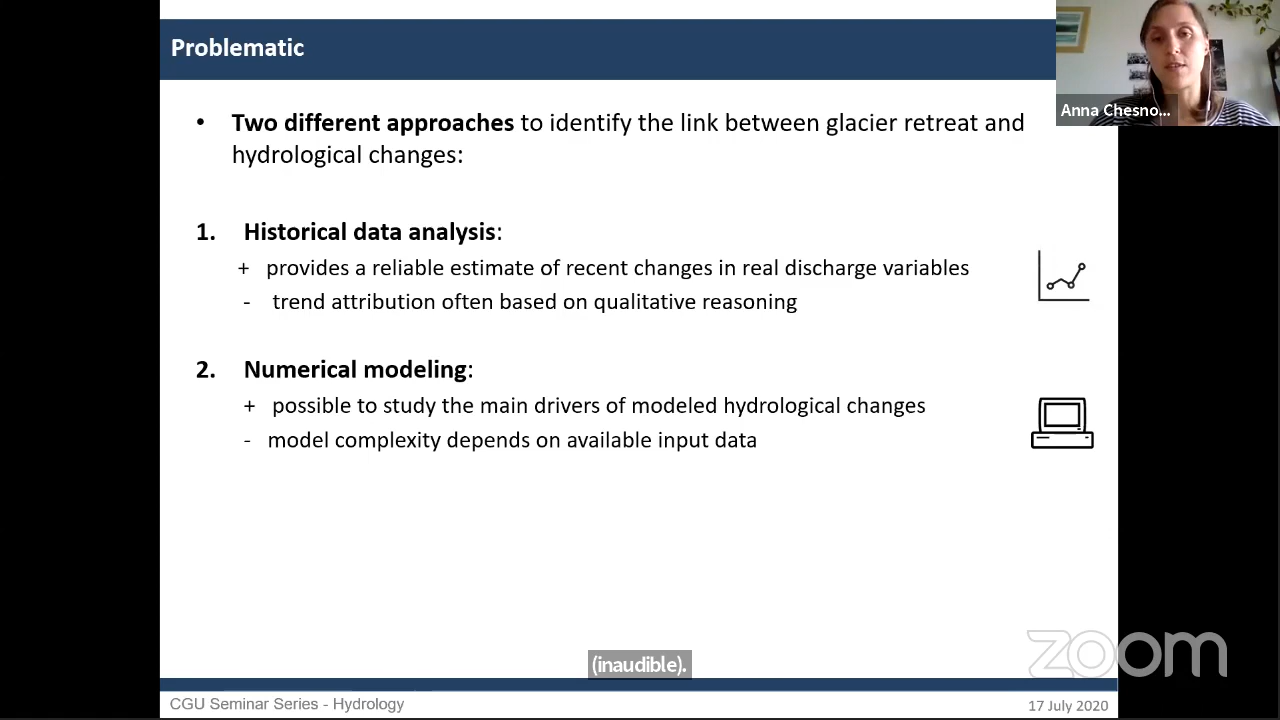 Problematic
Anna Chesno...
• Two different approaches to identify the link between glacier retreat and
hydrological changes:
1. Historical data analysis:
+ provides a reliable estimate of recent changes in real discharge variables
- trend attribution often based on qualitative reasoning
2. Numerical modeling:
+ possible to study the main drivers of modeled hydrological changes
- model complexity depends on available input data
(inaudible).
zoom
CGU Seminar Series - Hydrology
17 July 2020